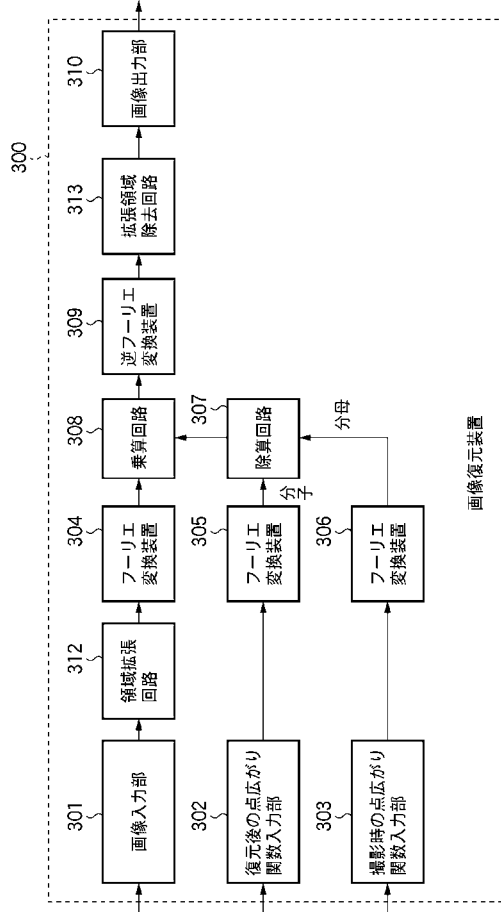 300
301
画像入力部
312
領域拡張
回路
304
フーリエ
変換装置
308
乗算回路
309
逆フーリエ
変換装置
313
拡張領域
除去回路
310
画像出力部
302
復元後の点広がり
関数入力部
305
フーリエ
変換装置
分子
307
除算回路
303
撮影時の点広がり
関数入力部
306
フーリエ
変換装置
分母
画像復元装置